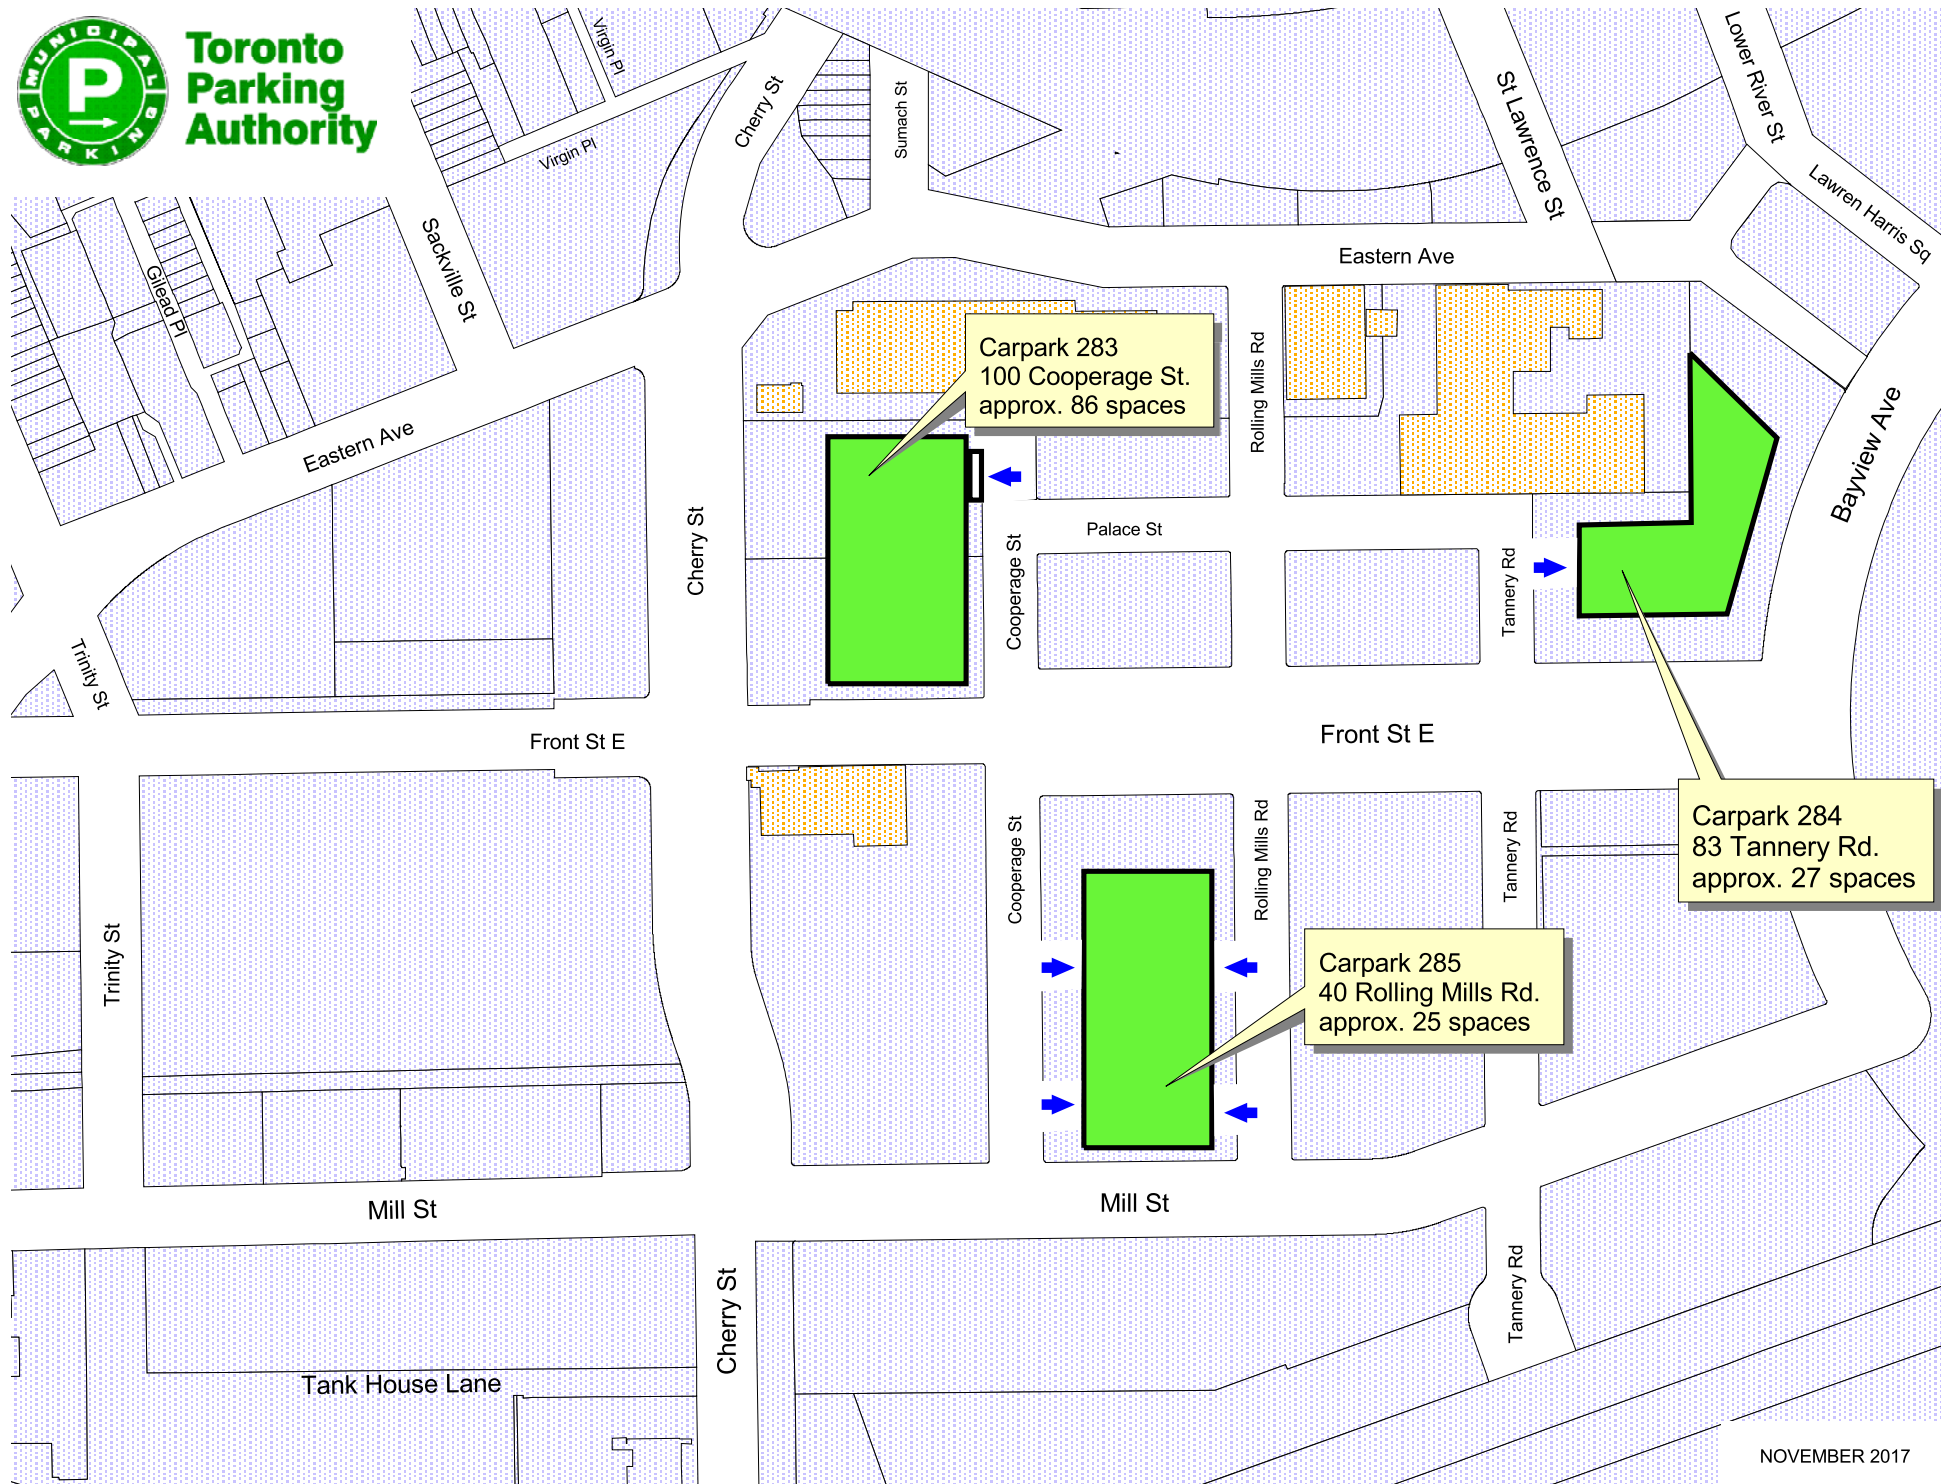 MUNICIPAL
P
PARKING
Toronto
Parking
Authority
Virgin Pl
Virgin Pl
Cherry St
Sumach St
St Lawrence St
Lower River St
Lawren Harris Sq
Sackville St
Gilead Pl
Eastern Ave
Eastern Ave
Carpark 283
100 Cooperage St.
approx. 86 spaces
Rolling Mills Rd
Bayview Ave
Cherry St
Palace St
Cooperage St
Tannery Rd
Trinity St
Front St E
Front St E
Carpark 284
83 Tannery Rd.
approx. 27 spaces
Cooperage St
Rolling Mills Rd
Tannery Rd
Trinity St
Carpark 285
40 Rolling Mills Rd.
approx. 25 spaces
Mill St
Mill St
Cherry St
Tannery Rd
Tank House Lane
NOVEMBER 2017